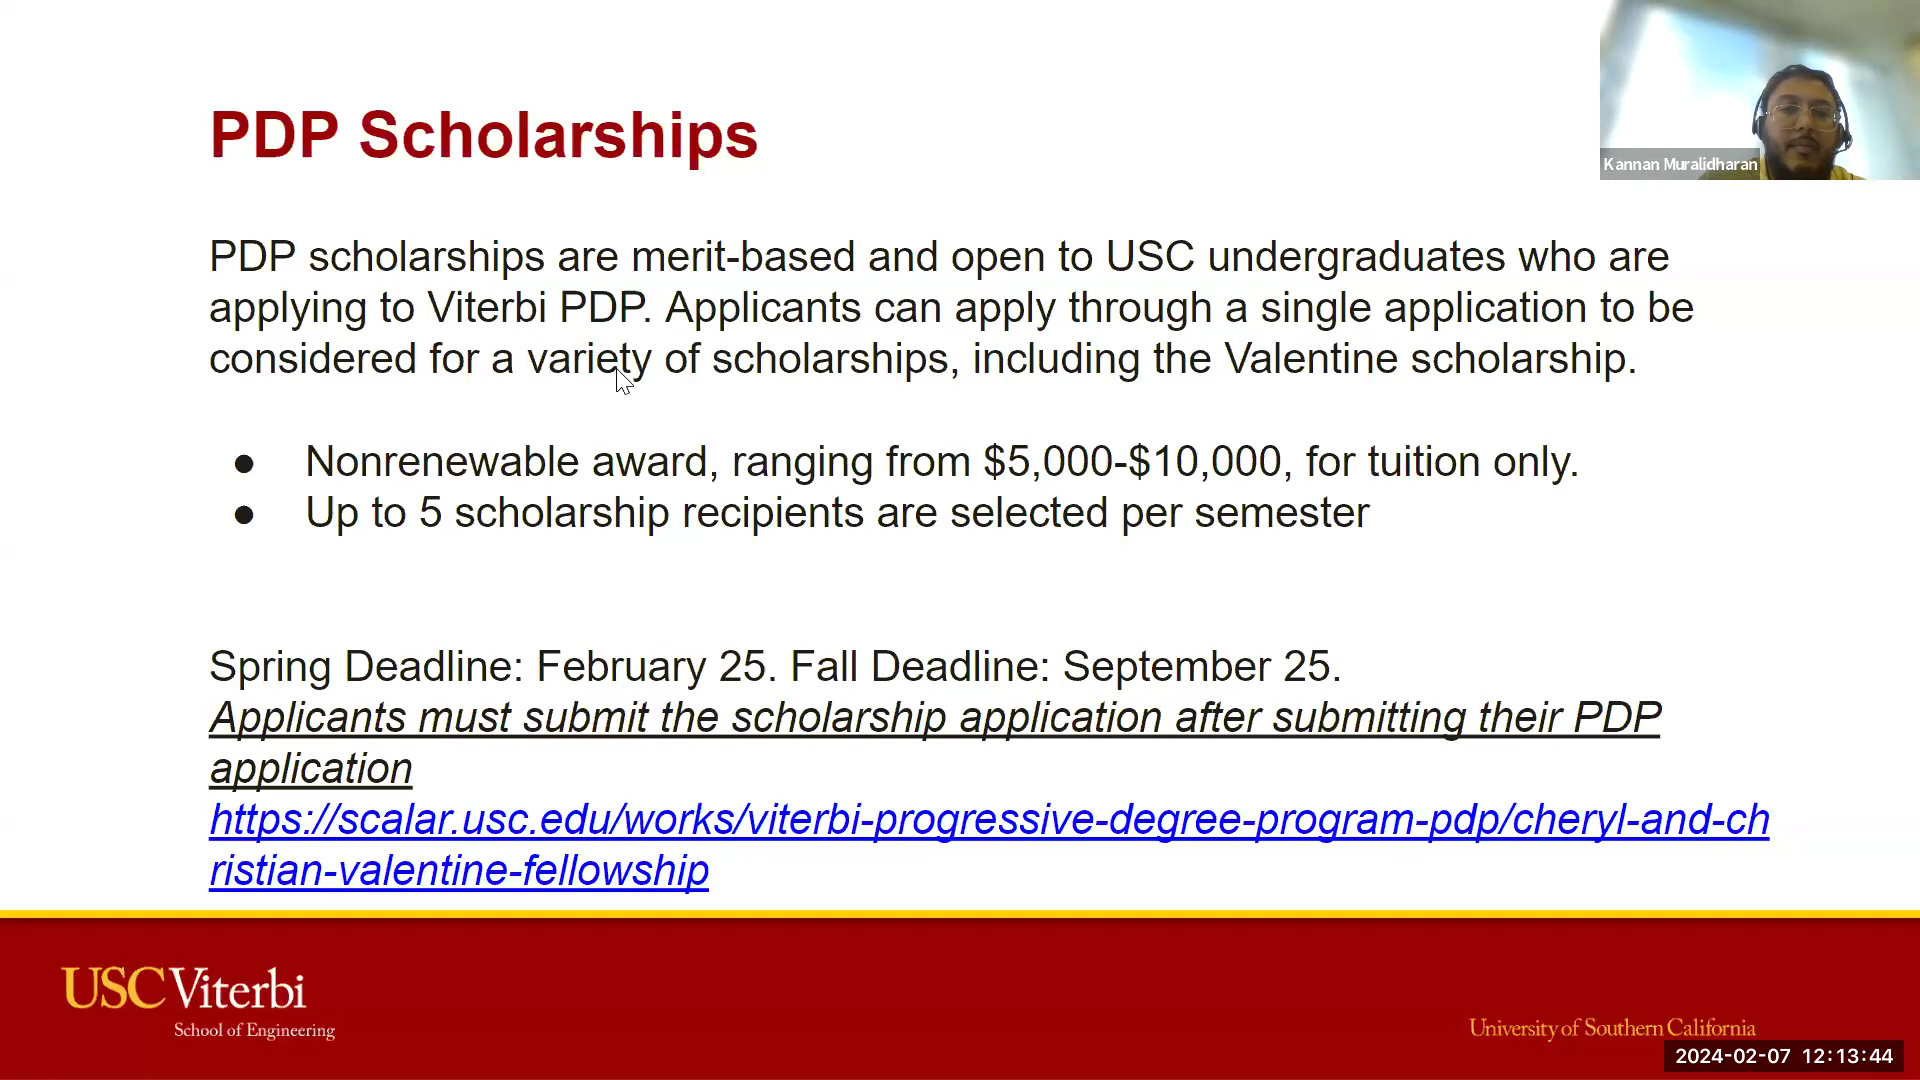 PDP Scholarships
Kannan Muralidharan
PDP scholarships are merit-based and open to USC undergraduates who are
applying to Viterbi PDP. Applicants can apply through a single application to be
considered for a variety of scholarships, including the Valentine scholarship.
● Nonrenewable award, ranging from $5,000-$10,000, for tuition only.
● Up to 5 scholarship recipients are selected per semester
Spring Deadline: February 25. Fall Deadline: September 25.
Applicants must submit the scholarship application after submitting their PDP
application
https://scalar.usc.edu/works/viterbi-progressive-degree-program-pdp/cheryl-and-ch
ristian-valentine-fellowship
USC Viterbi
School of Engineering
University of Southern California
2024-02-07 12:13:44